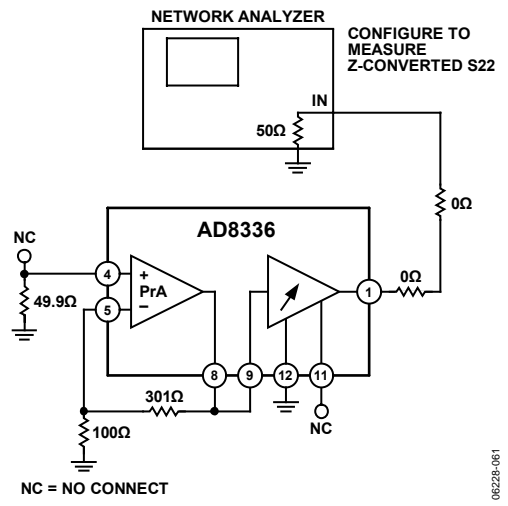 NETWORK ANALYZER
CONFIGURE TO
MEASURE
Z-CONVERTED S22
IN
50Ω
0Ω
AD8336
NC
0Ω
4
+
PrA
1
49.9Ω
5
−
8
9
12
11
301Ω
100Ω
NC
NC = NO CONNECT
06228-061